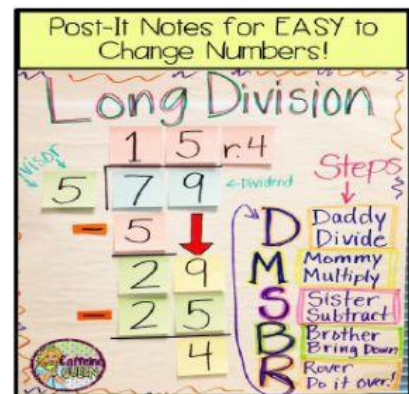 Post-It Notes for EASY to
Change Numbers!
Long Division
1 5 r.4
visor
5 7 9
←Dividend
- 5
2 9
- 2 5
4
Steps
D Daddy
Divide
M Mommy
Multiply
S Sister
Subtract
B Brother
Bring Down
R Rover
Do it over!
Caffeine
QUEEN